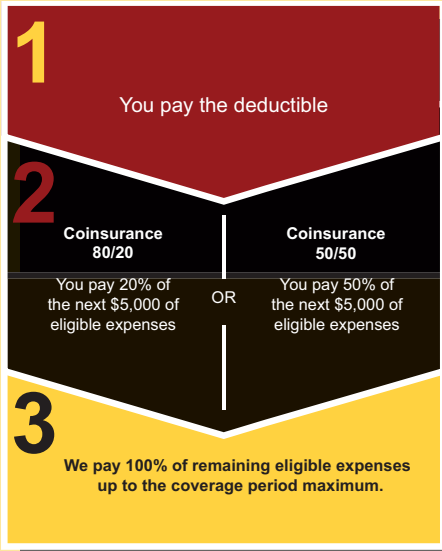 1
You pay the deductible
2
Coinsurance
80/20
You pay 20% of
the next $5,000 of
eligible expenses
OR
Coinsurance
50/50
You pay 50% of
the next $5,000 of
eligible expenses
3
We pay 100% of remaining eligible expenses
up to the coverage period maximum.